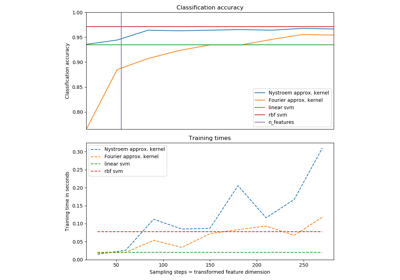 Classification accuracy
1.00
0.95
0.90
0.85
0.80
Classification accuracy
Nystroem approx. kernel
Fourier approx. kernel
linear svm
rbf svm
n_features
Training times
0.30
0.25
0.20
0.15
0.10
0.05
0.00
Training time in seconds
Nystroem approx. kernel
Fourier approx. kernel
linear svm
rbf svm
50
100
150
200
250
Sampling steps = transformed feature dimension